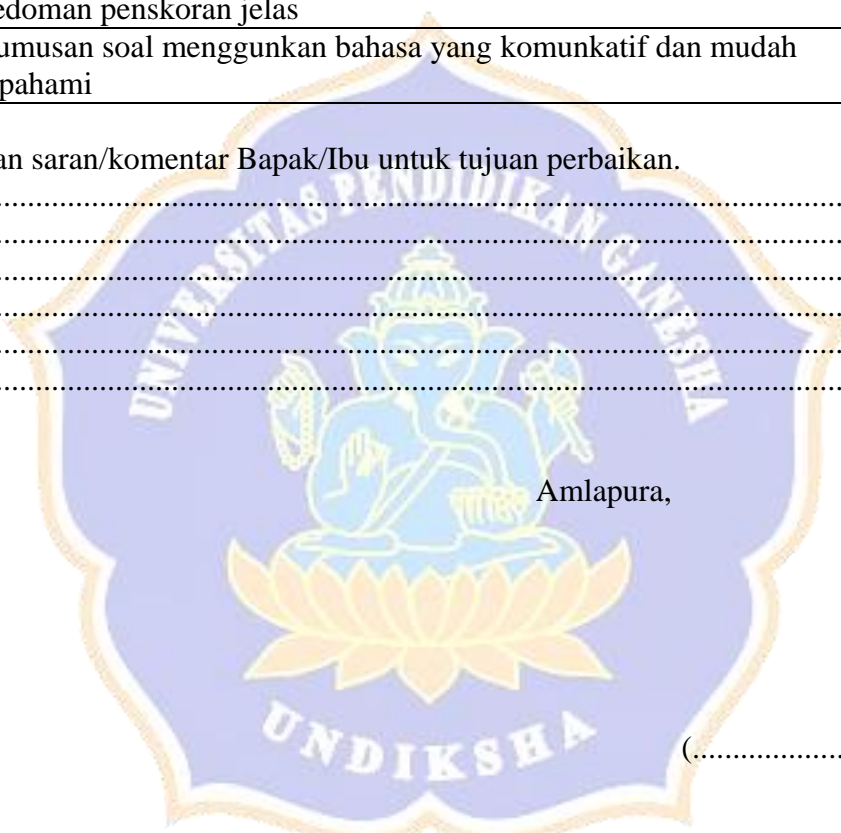 edoman penskoran jelas
umusan soal menggunkan bahasa yang komunkatif dan mudah
pahami
an saran/komentar Bapak/Ibu untuk tujuan perbaikan.
....................................................................................................
....................................................................................................
....................................................................................................
....................................................................................................
....................................................................................................
....................................................................................................
UNIVERSITAS PENDIDIKAN GANESHA
Amlapura,
UNDIKSHA
(...................